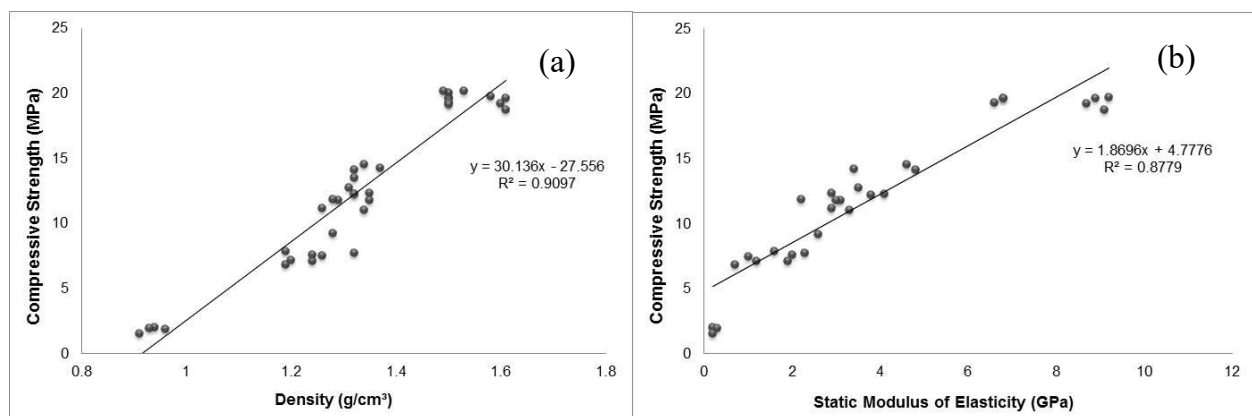 (a)
25
20
15
10
5
0
Compressive Strength (MPa)
y = 30.136x - 27.556
R² = 0.9097
0.8
1
1.2
1.4
1.6
1.8
Density (g/cm³)
(b)
25
20
15
10
5
0
Compressive Strength (MPa)
y = 1.8696x + 4.7776
R² = 0.8779
0
2
4
6
8
10
12
Static Modulus of Elasticity (GPa)